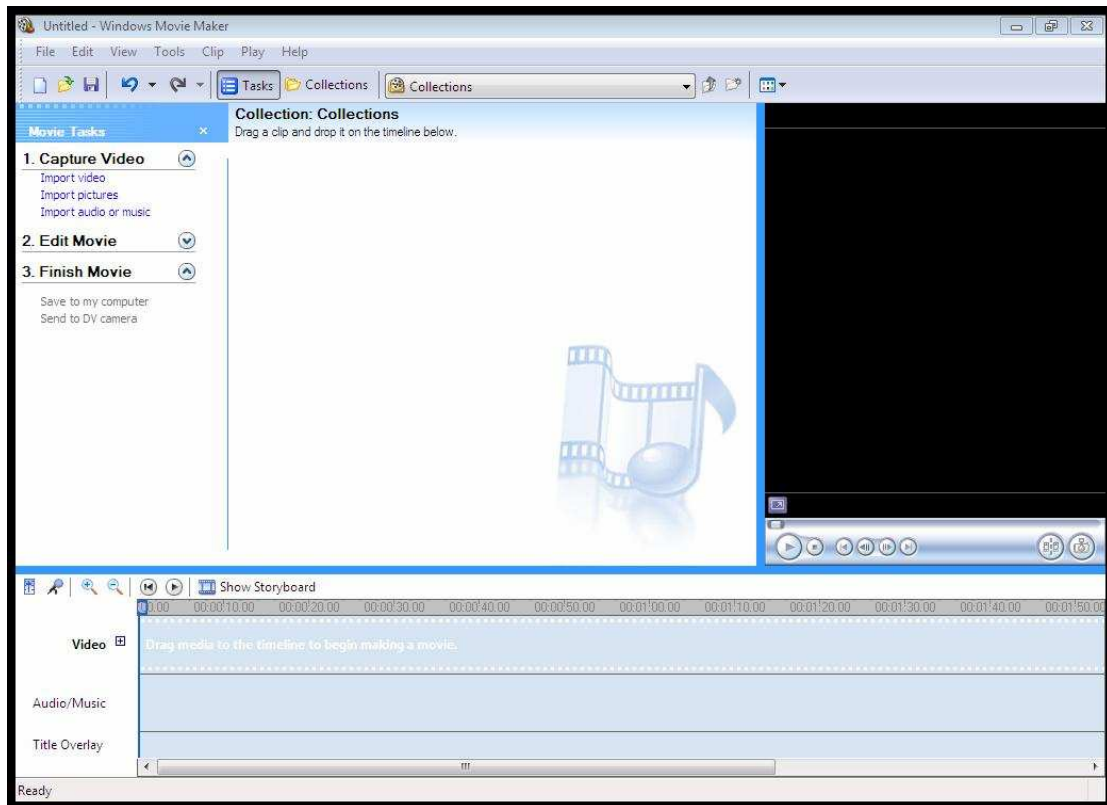 Untitled - Windows Movie Maker
File Edit View Tools Clip Play Help
Tasks Collections Collections
Movie Tasks
Collection: Collections
Drag a clip and drop it on the timeline below.
1. Capture Video
Import video
Import pictures
Import audio or music
2. Edit Movie
3. Finish Movie
Save to my computer
Send to DV camera
Show Storyboard
0.00 00:00'10.00 00:00'20.00 00:00'30.00 00:00'40.00 00:00'50.00 00:01'00.00 00:01'10.00 00:01'20.00 00:01'30.00 00:01'40.00 00:01'50.00
Video Drag media to the timeline to begin making a movie.
Audio/Music
Title Overlay
Ready